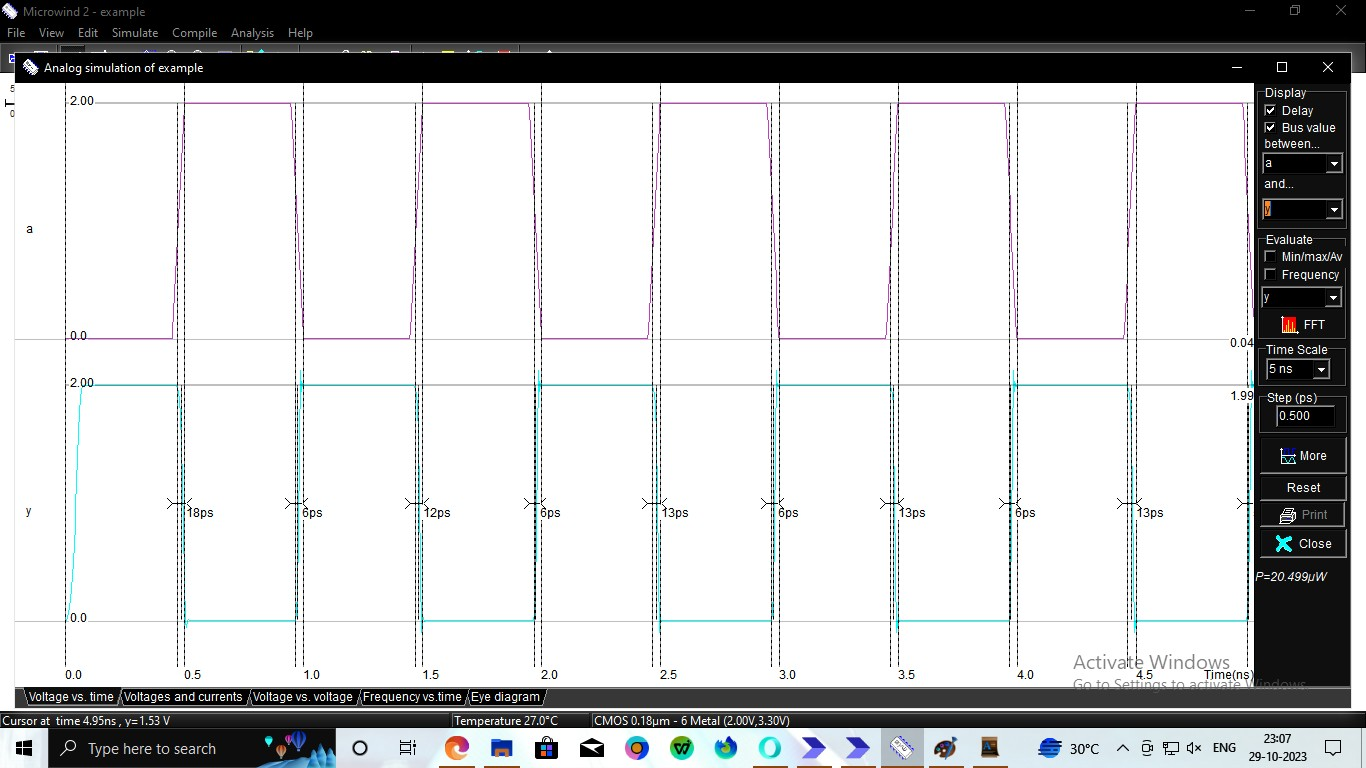 Microwind 2 - example
File View Edit Simulate Compile Analysis Help
Analog simulation of example
5
0
2.00
a
0.0
0.04
2.00
1.99
y
18ps 6ps 12ps 6ps 13ps 6ps 13ps 6ps 13ps
0.0
0.0 0.5 1.0 1.5 2.0 2.5 3.0 3.5 4.0 4.5 Time(ns)
Display
Delay
Bus value
between...
a
and...
y
Evaluate
Min/max/Av
Frequency
y
FFT
Time Scale
5 ns
Step (ps)
0.500
More
Reset
Print
Close
P=20.499µW
Activate Windows
Go to Settings to activate Windows.
Voltage vs. time Voltages and currents Voltage vs. voltage Frequency vs.time Eye diagram
Cursor at time 4.95ns , y=1.53 V Temperature 27.0°C CMOS 0.18µm - 6 Metal (2.00V,3.30V)
Type here to search
30°C ENG 23:07
29-10-2023